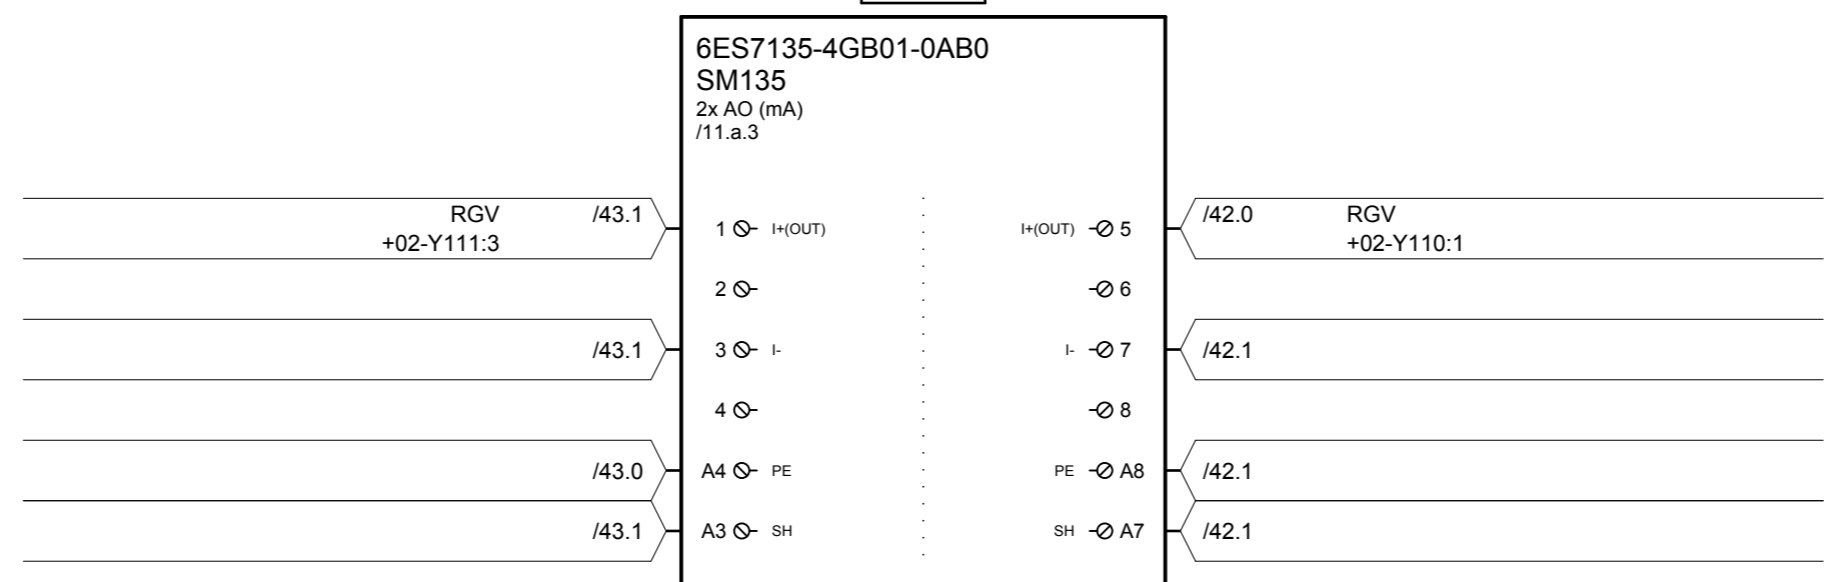 6ES7135-4GB01-0AB0
SM135
2x AO (mA)
/11.a.3
RGV /43.1 1 I+(OUT) I+(OUT) 5 /42.0 RGV
+02-Y111:3 +02-Y110:1
2 6
/43.1 3 I- I- 7 /42.1
4 8
/43.0 A4 PE PE A8 /42.1
/43.1 A3 SH SH A7 /42.1